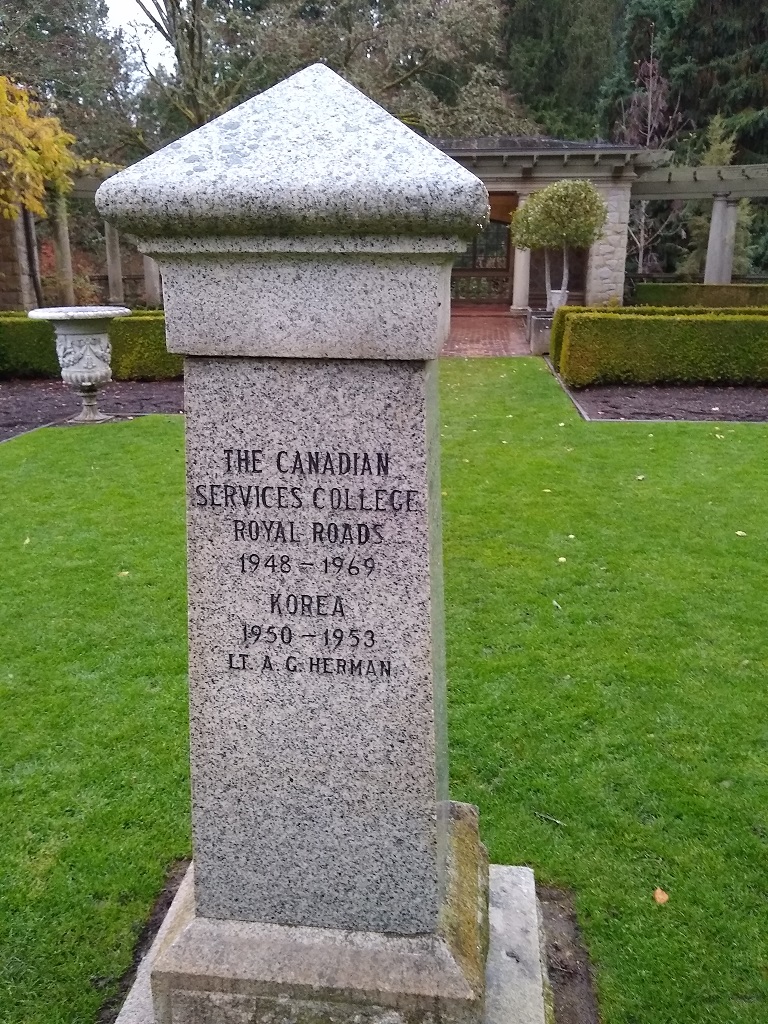 THE CANADIAN
SERVICES COLLEGE
ROYAL ROADS
1948 – 1969
KOREA
1950 – 1953
LT. A. G. HERMAN